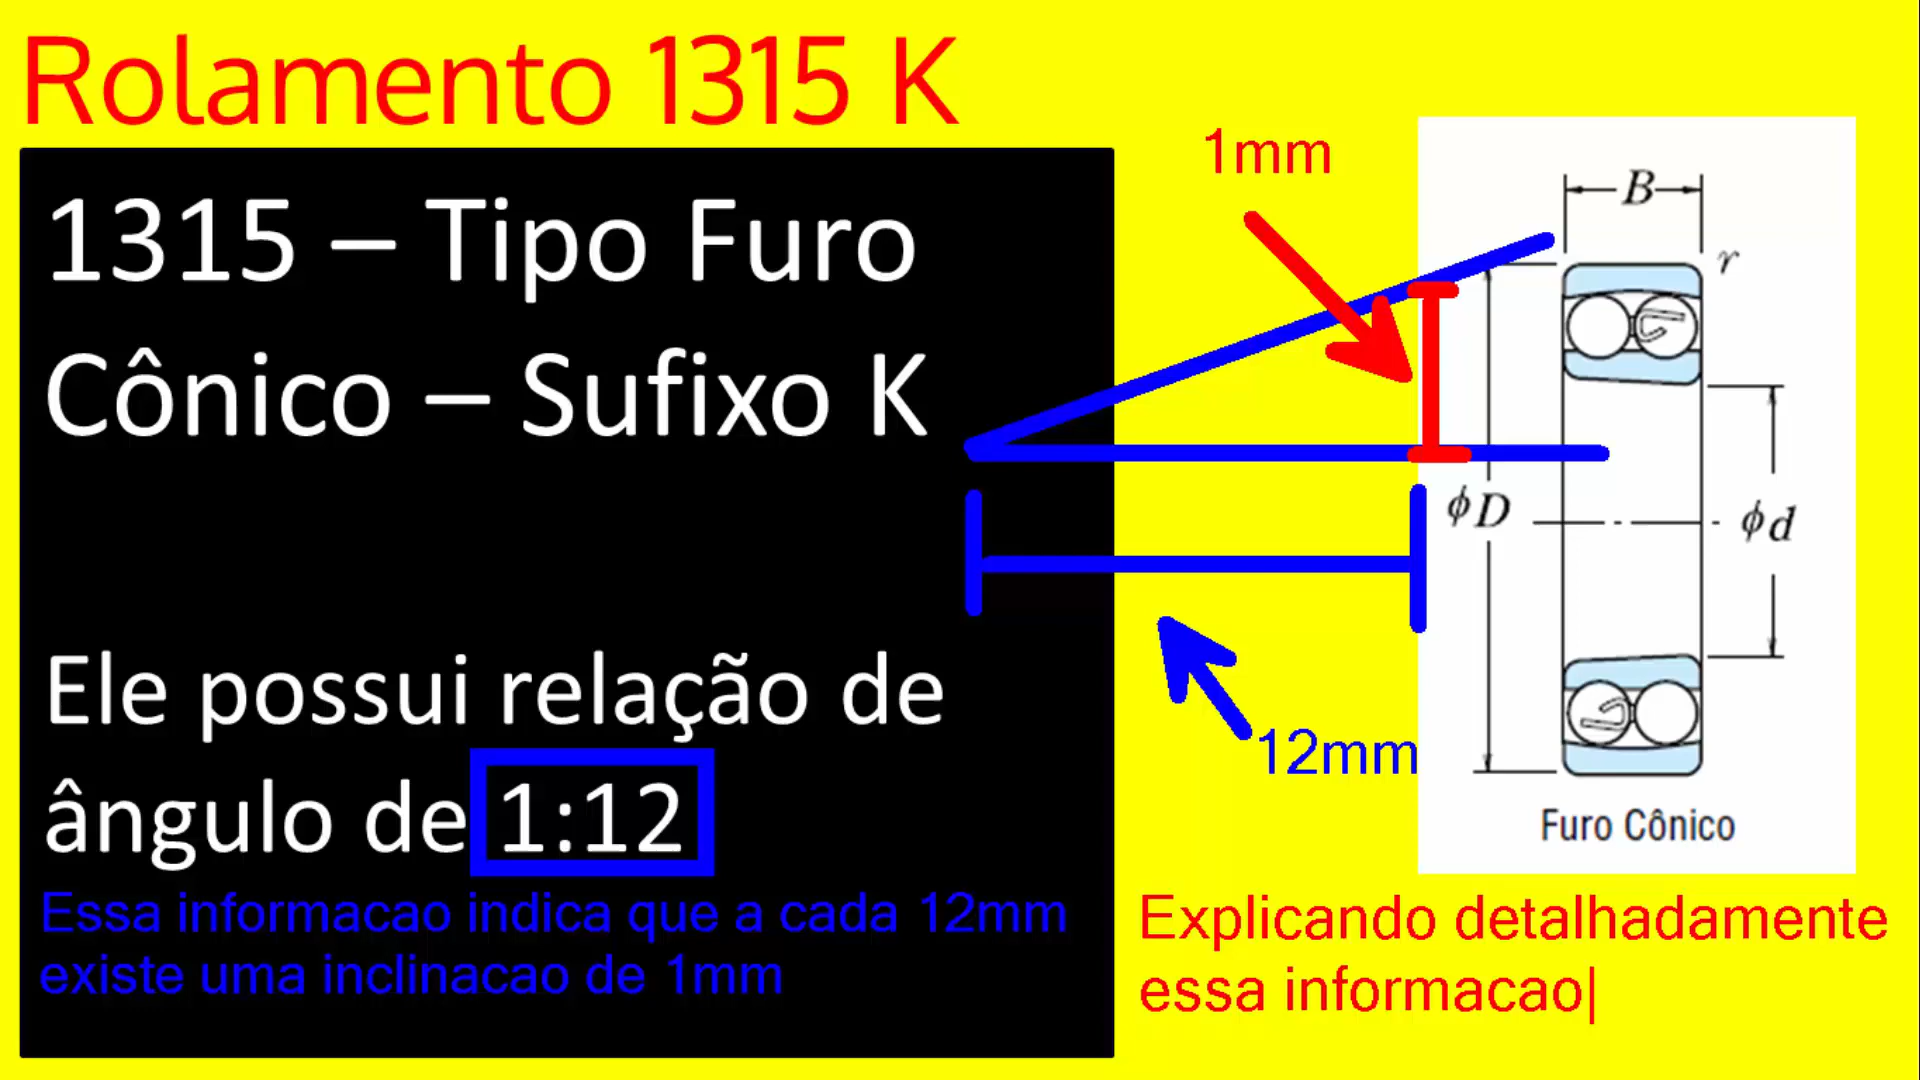 Rolamento 1315 K
1315 – Tipo Furo
Cônico – Sufixo K
Ele possui relação de
ângulo de 1:12
Essa informacao indica que a cada 12mm
existe uma inclinacao de 1mm
1mm
12mm
B
r
ϕD
ϕd
Furo Cônico
Explicando detalhadamente
essa informacao